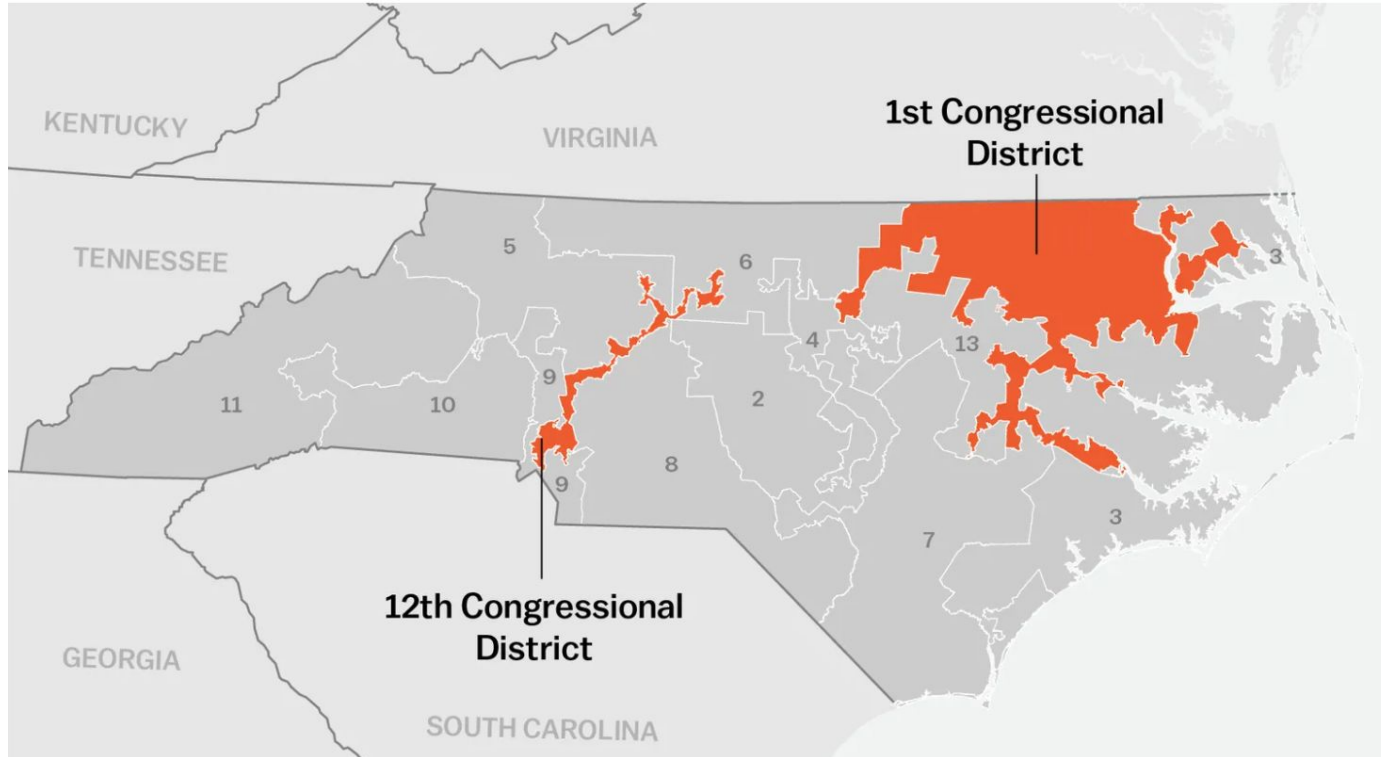 1st Congressional
District
KENTUCKY
VIRGINIA
TENNESSEE
5
6
3
4
13
9
11
10
2
8
9
3
7
12th Congressional
District
GEORGIA
SOUTH CAROLINA